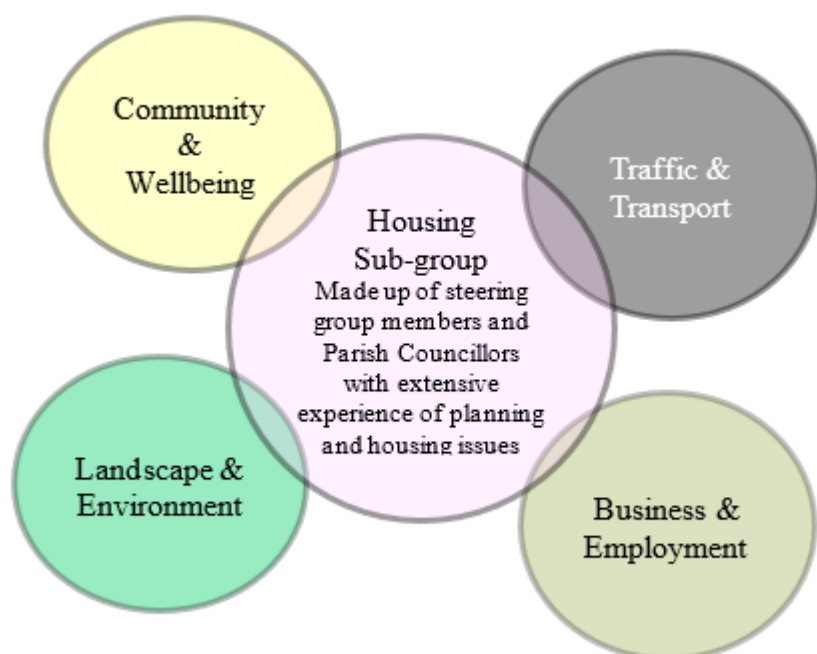 Community
&
Wellbeing
Traffic &
Transport
Housing
Sub-group
Made up of steering
group members and
Parish Councillors
with extensive
experience of planning
and housing issues
Landscape &
Environment
Business &
Employment